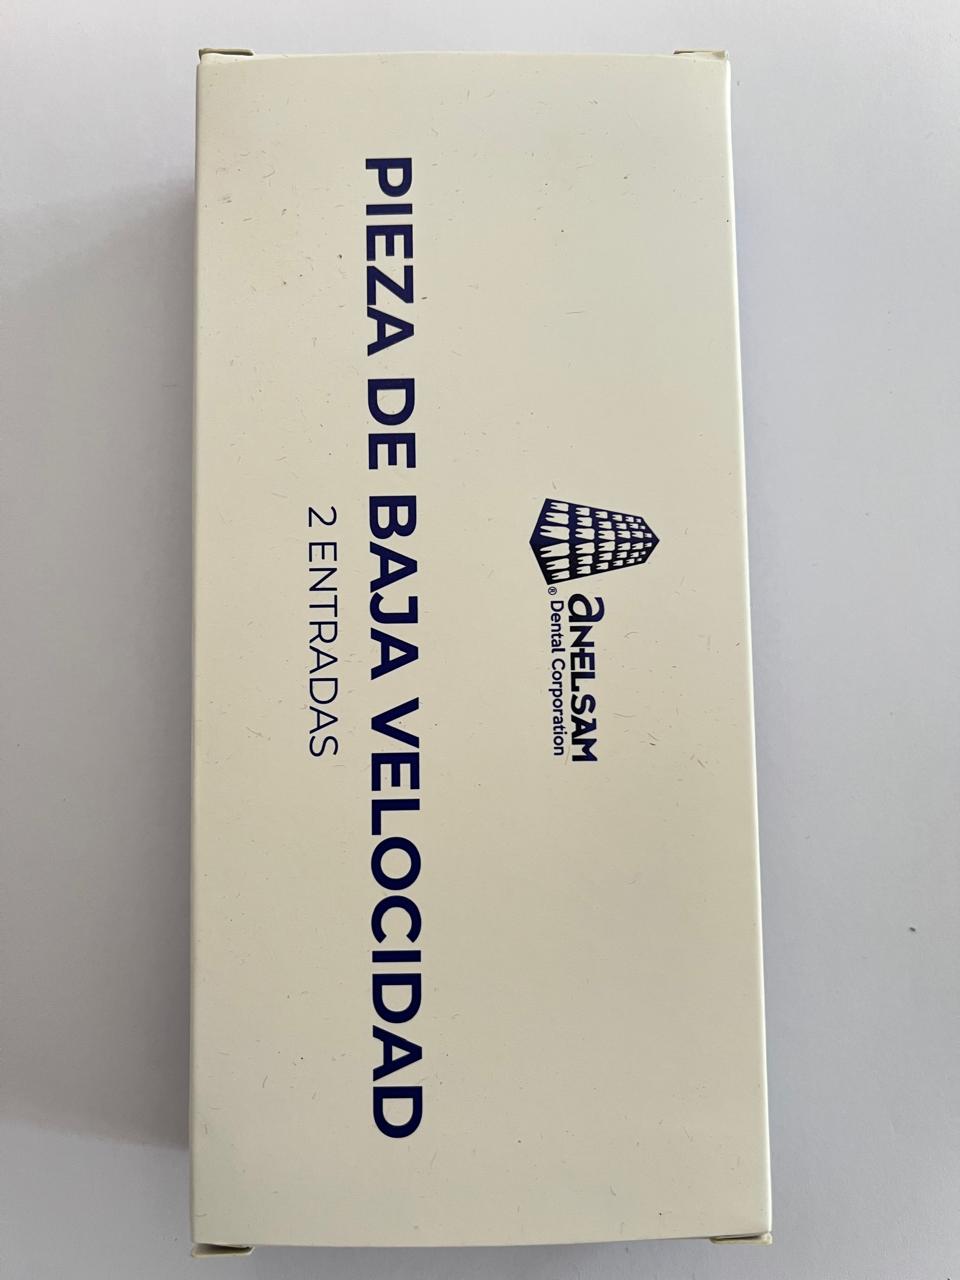 aNELSAM
® Dental Corporation
PIEZA DE BAJA VELOCIDAD
2 ENTRADAS